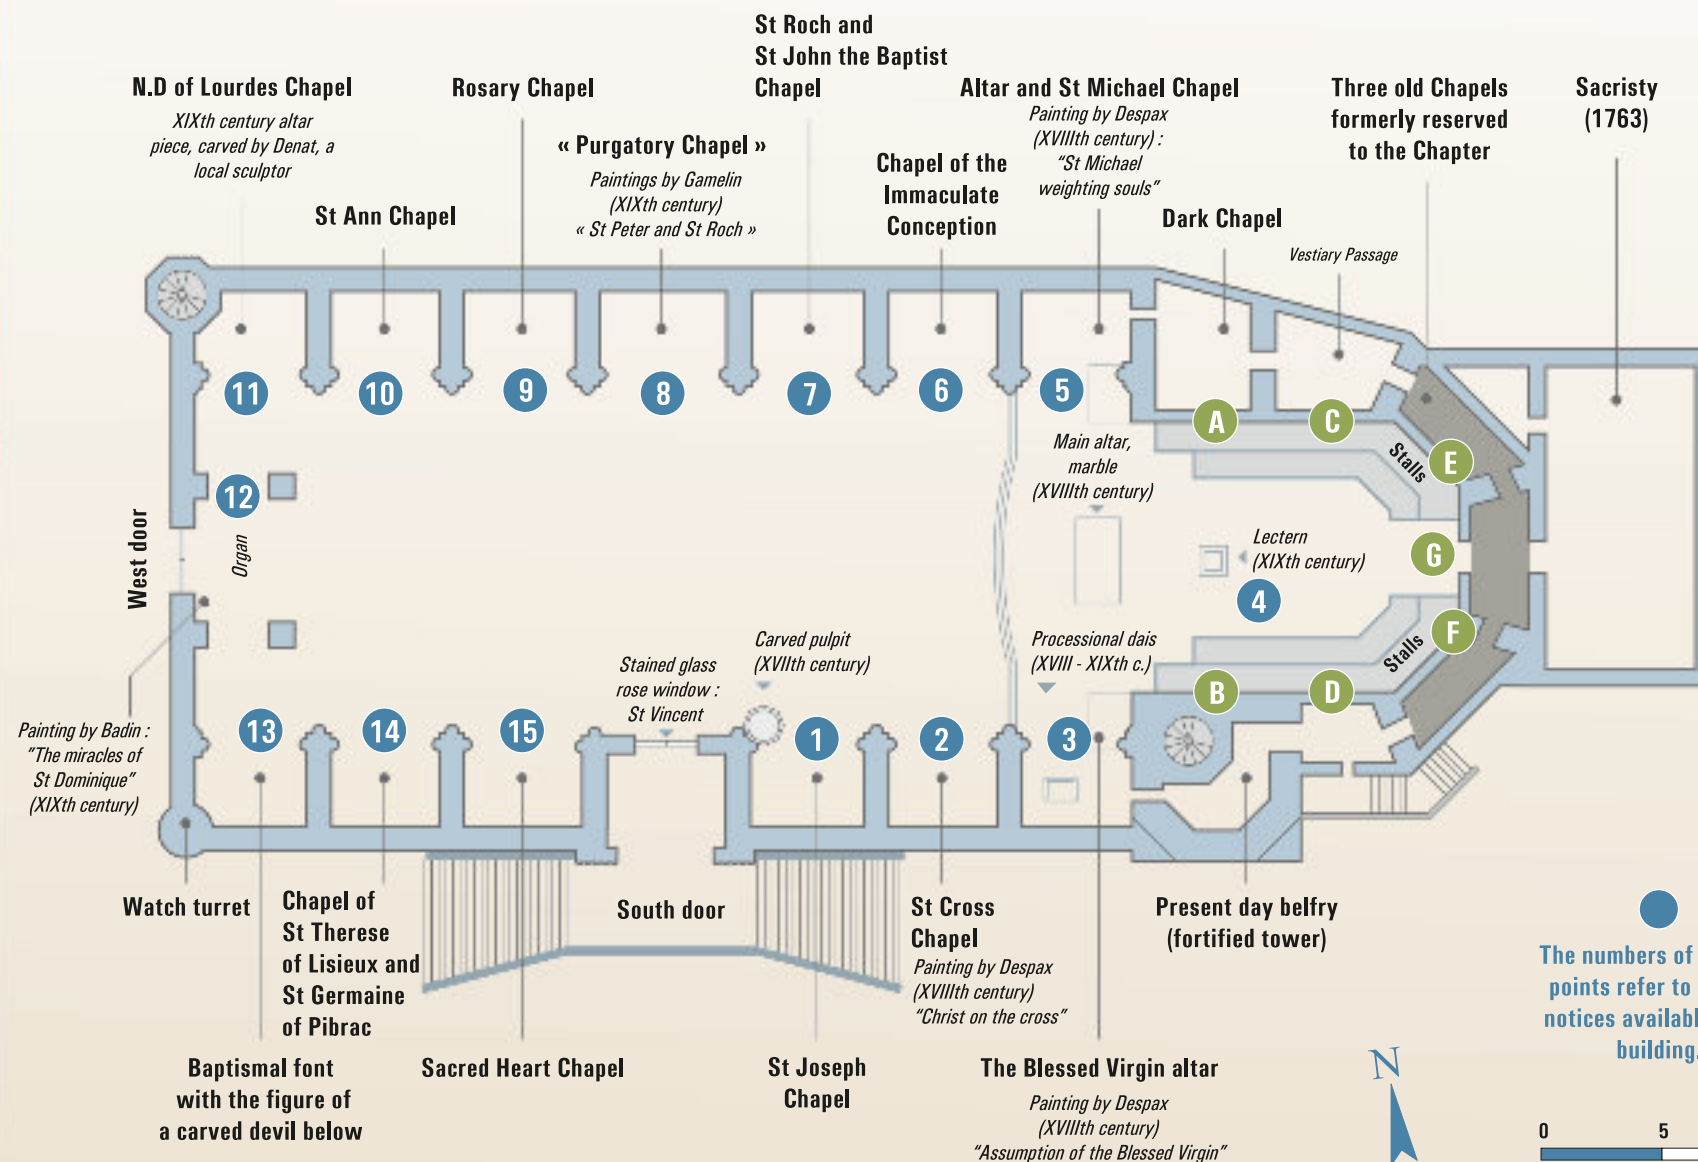 St Roch and
St John the Baptist
Chapel
N.D of Lourdes Chapel
XIXth century altar
piece, carved by Denat, a
local sculptor
Rosary Chapel
Altar and St Michael Chapel
Painting by Despax
(XVIIIth century) :
“St Michael
weighting souls”
Three old Chapels
formerly reserved
to the Chapter
Sacristy
(1763)
« Purgatory Chapel »
Paintings by Gamelin
(XIXth century)
« St Peter and St Roch »
Chapel of the
Immaculate
Conception
St Ann Chapel
Dark Chapel
Vestiary Passage
11
10
9
8
7
6
5
A
C
E
Stalls
Main altar,
marble
(XVIIIth century)
12
Organ
West door
Lectern
(XIXth century)
G
4
F
Stalls
Stained glass
rose window :
St Vincent
Carved pulpit
(XVIIth century)
Processional dais
(XVIII - XIXth c.)
B
D
Painting by Badin :
”The miracles of
St Dominique”
(XIXth century)
13
14
15
1
2
3
Watch turret
Chapel of
St Therese
of Lisieux and
St Germaine
of Pibrac
South door
St Cross
Chapel
Painting by Despax
(XVIIIth century)
“Christ on the cross”
Present day belfry
(fortified tower)
The numbers of
points refer to
notices availabl
building.
Baptismal font
with the figure of
a carved devil below
Sacred Heart Chapel
St Joseph
Chapel
The Blessed Virgin altar
Painting by Despax
(XVIIIth century)
“Assumption of the Blessed Virgin”
N
0 5